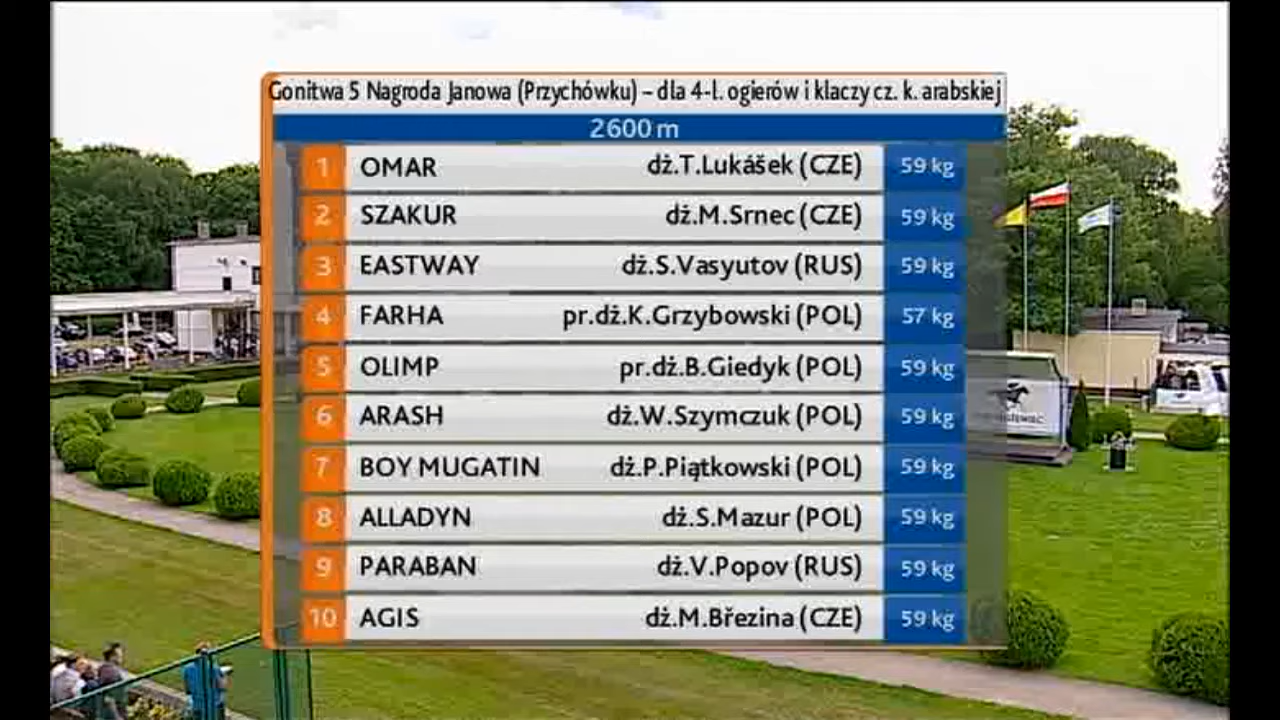 Gonitwa 5 Nagroda Janowa (Przychówku) – dla 4-l. ogierów i klaczy cz. k. arabskiej
2600 m
1 OMAR dż.T.Lukášek (CZE) 59 kg
2 SZAKUR dż.M.Srnec (CZE) 59 kg
3 EASTWAY dż.S.Vasyutov (RUS) 59 kg
4 FARHA pr.dż.K.Grzybowski (POL) 57 kg
5 OLIMP pr.dż.B.Giedyk (POL) 59 kg
6 ARASH dż.W.Szymczuk (POL) 59 kg
7 BOY MUGATIN dż.P.Piątkowski (POL) 59 kg
8 ALLADYN dż.S.Mazur (POL) 59 kg
9 PARABAN dż.V.Popov (RUS) 59 kg
10 AGIS dż.M.Březina (CZE) 59 kg